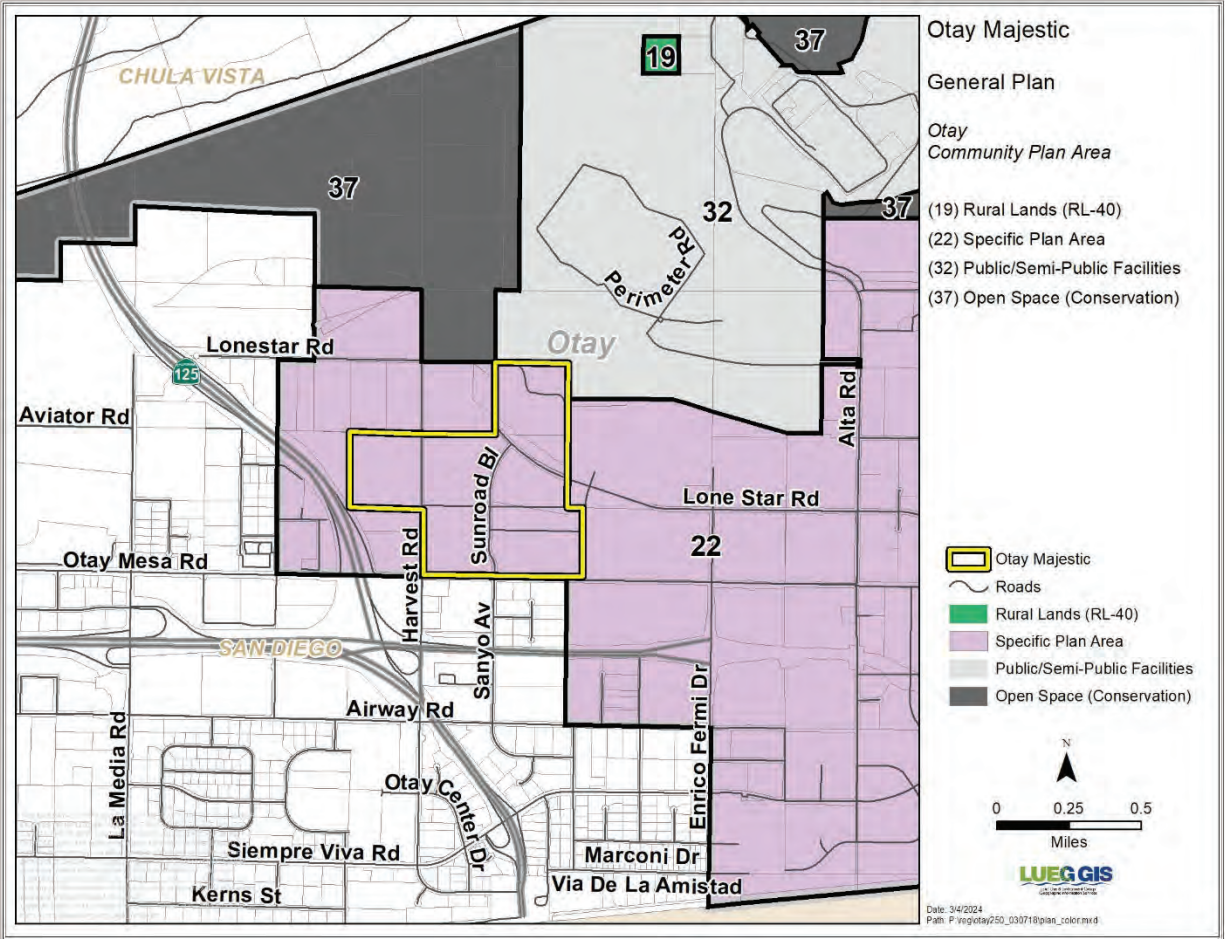 Otay Majestic
General Plan
Otay
Community Plan Area
(19) Rural Lands (RL-40)
(22) Specific Plan Area
(32) Public/Semi-Public Facilities
(37) Open Space (Conservation)
CHULA VISTA
19
37
37
32
37
Perimeter Rd
Otay
Lonestar Rd
125
Aviator Rd
Alta Rd
Sunroad Bl
Lone Star Rd
22
Otay Mesa Rd
Harvest Rd
SAN DIEGO
Sanyo Av
Airway Rd
Enrico Fermi Dr
La Media Rd
Otay Center Dr
Siempre Viva Rd
Marconi Dr
Via De La Amistad
Kerns St
Otay Majestic
Roads
Rural Lands (RL-40)
Specific Plan Area
Public/Semi-Public Facilities
Open Space (Conservation)
N
0 0.25 0.5
Miles
LUEG GIS
Date: 3/4/2024